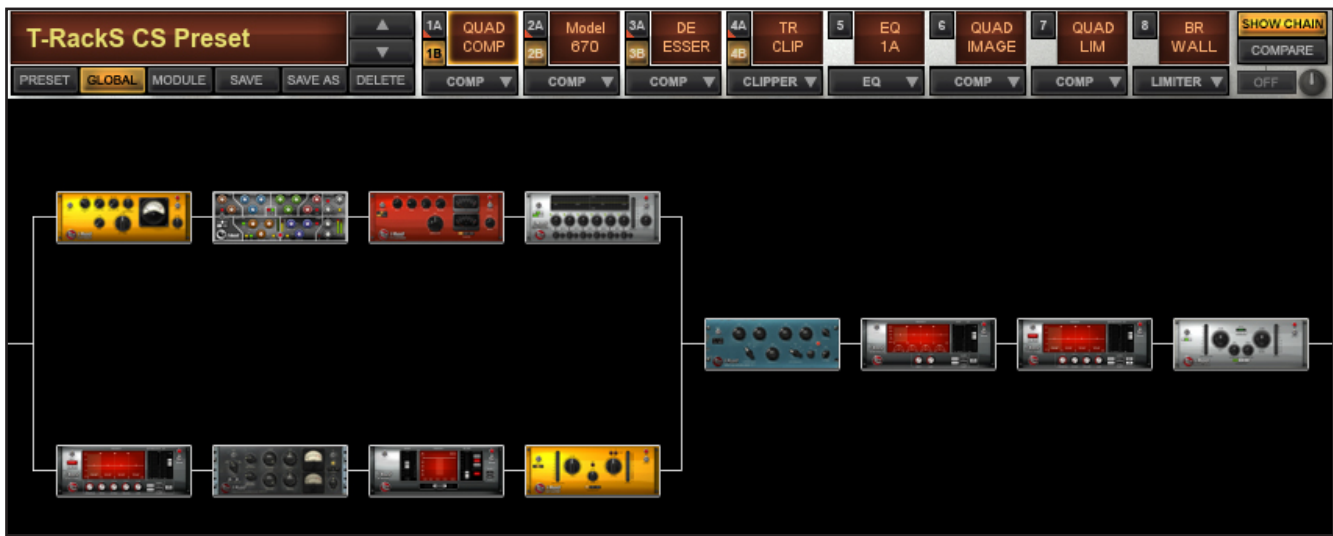 T-RackS CS Preset
▲
▼
PRESET GLOBAL MODULE SAVE SAVE AS DELETE
1A
1B
QUAD
COMP
COMP ▼
2A
2B
Model
670
COMP ▼
3A
3B
DE
ESSER
COMP ▼
4A
4B
TR
CLIP
CLIPPER ▼
5
EQ
1A
EQ ▼
6
QUAD
IMAGE
COMP ▼
7
QUAD
LIM
COMP ▼
8
BR
WALL
LIMITER ▼
SHOW CHAIN
COMPARE
OFF